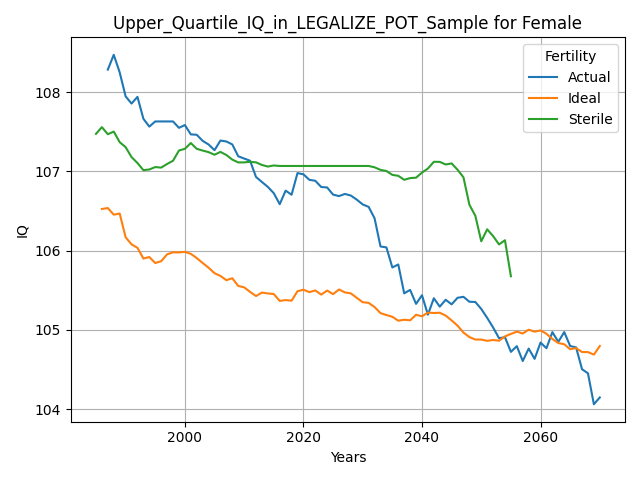 Upper_Quartile_IQ_in_LEGALIZE_POT_Sample for Female
Fertility
Actual
Ideal
Sterile
IQ
108
107
106
105
104
2000
2020
2040
2060
Years